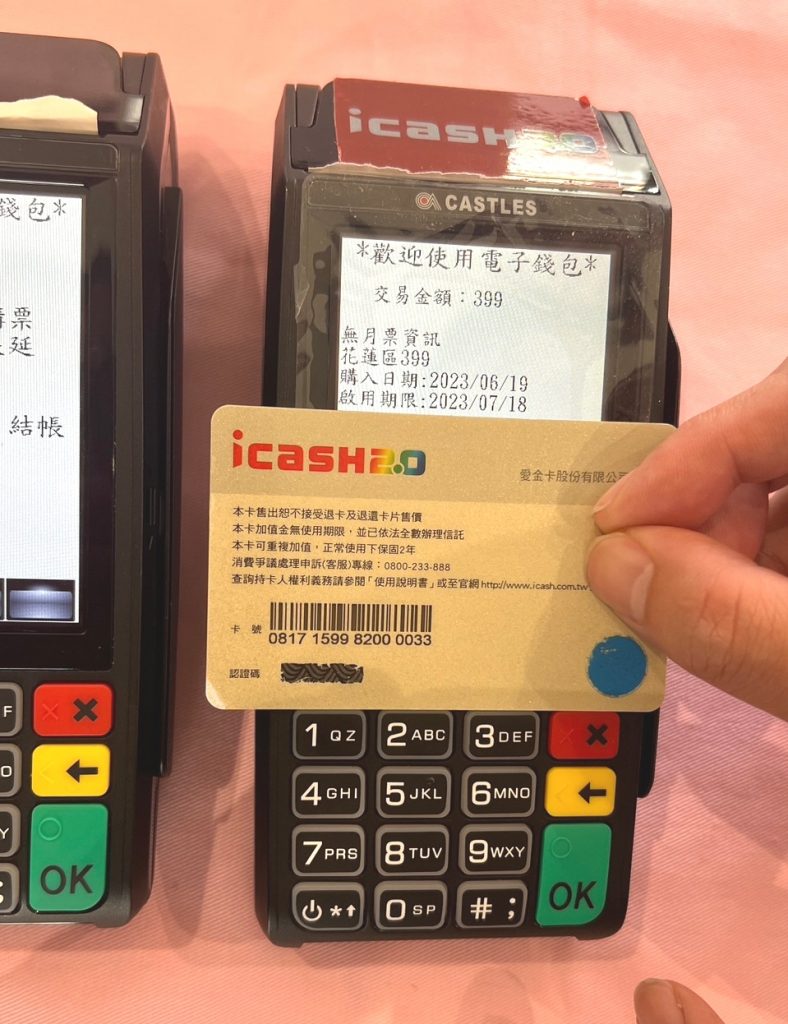 錢包*
購票
延
結帳
icash2.0
CASTLES
*歡迎使用電子錢包*
交易金額：399
無月票資訊
花蓮區399
購入日期:2023/06/19
啟用期限:2023/07/18
icash2.0
愛金卡股份有限公司
本卡售出恕不接受退卡及退還卡片售價
本卡加值金無使用期限，並已依法全數辦理信託
本卡可重複加值，正常使用下保固2年
消費爭議處理申訴(客服)專線：0800-233-888
查詢持卡人權利義務請參閱「使用說明書」或至官網http://www.icash.com.tw
卡 號 0817 1599 8200 0033
認證碼
F
O
Y
OK
1 QZ 2 ABC 3 DEF
4 GHI 5 JKL 6 MNO
7 PRS 8 TUV 9 WXY
* 0 SP # ;
OK